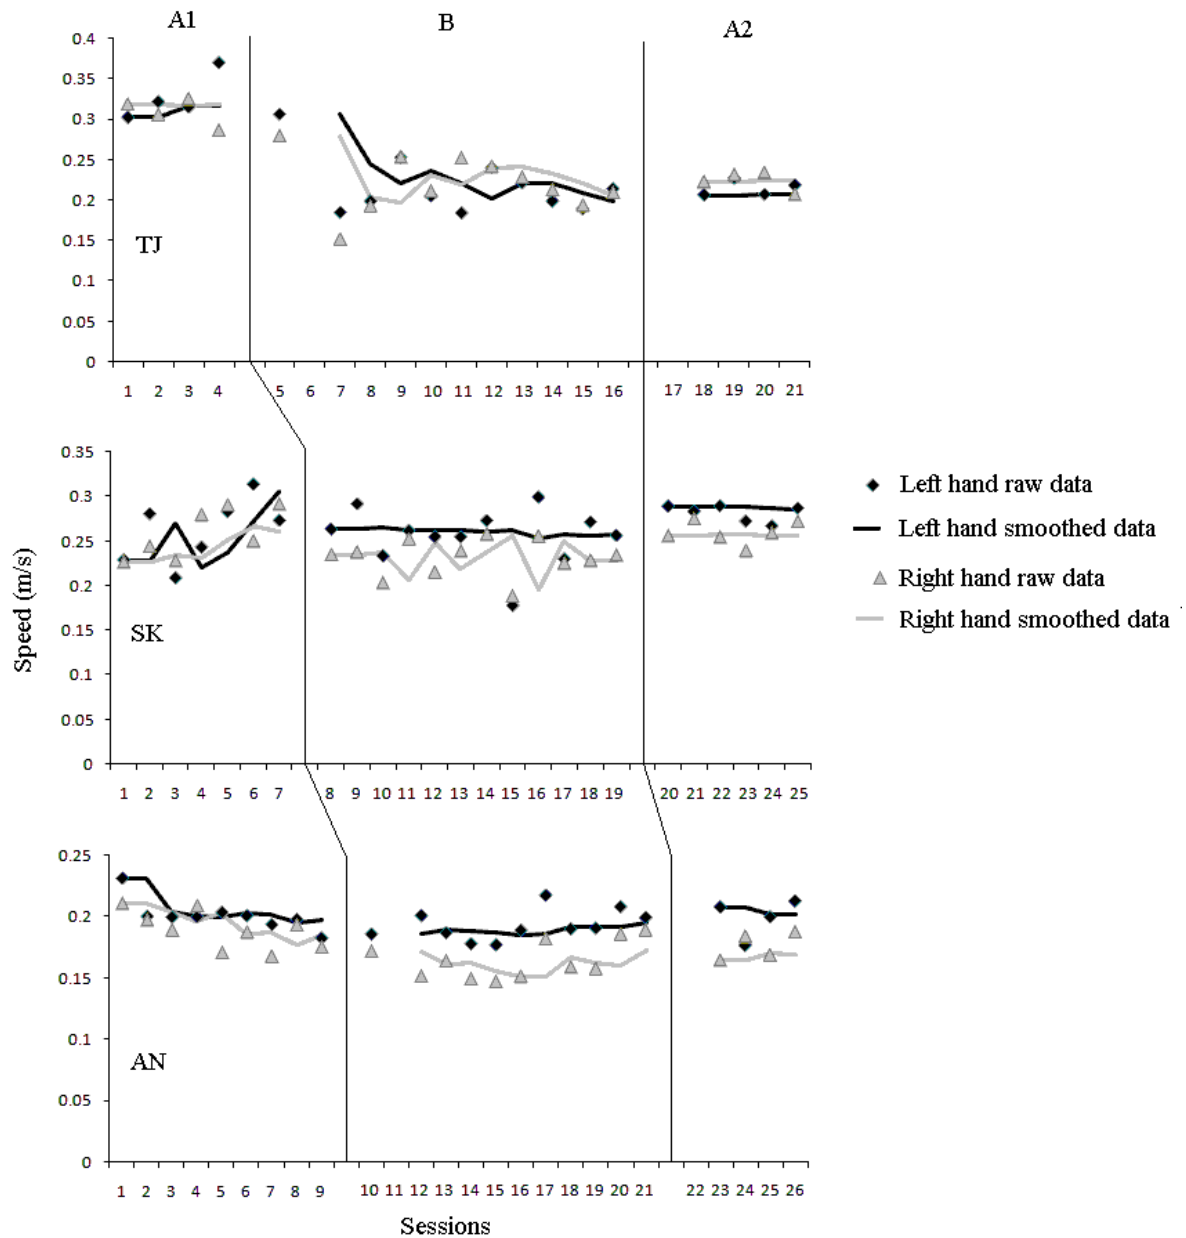 A1 B A2
0.4
0.35
0.3
0.25
0.2
0.15
0.1
0.05
0
TJ
1 2 3 4 5 6 7 8 9 10 11 12 13 14 15 16 17 18 19 20 21
0.35
0.3
0.25
0.2
0.15
0.1
0.05
0
SK
1 2 3 4 5 6 7 8 9 10 11 12 13 14 15 16 17 18 19 20 21 22 23 24 25
0.25
0.2
0.15
0.1
0.05
0
AN
1 2 3 4 5 6 7 8 9 10 11 12 13 14 15 16 17 18 19 20 21 22 23 24 25 26
Speed (m/s)
Sessions
Left hand raw data
Left hand smoothed data
Right hand raw data
Right hand smoothed data